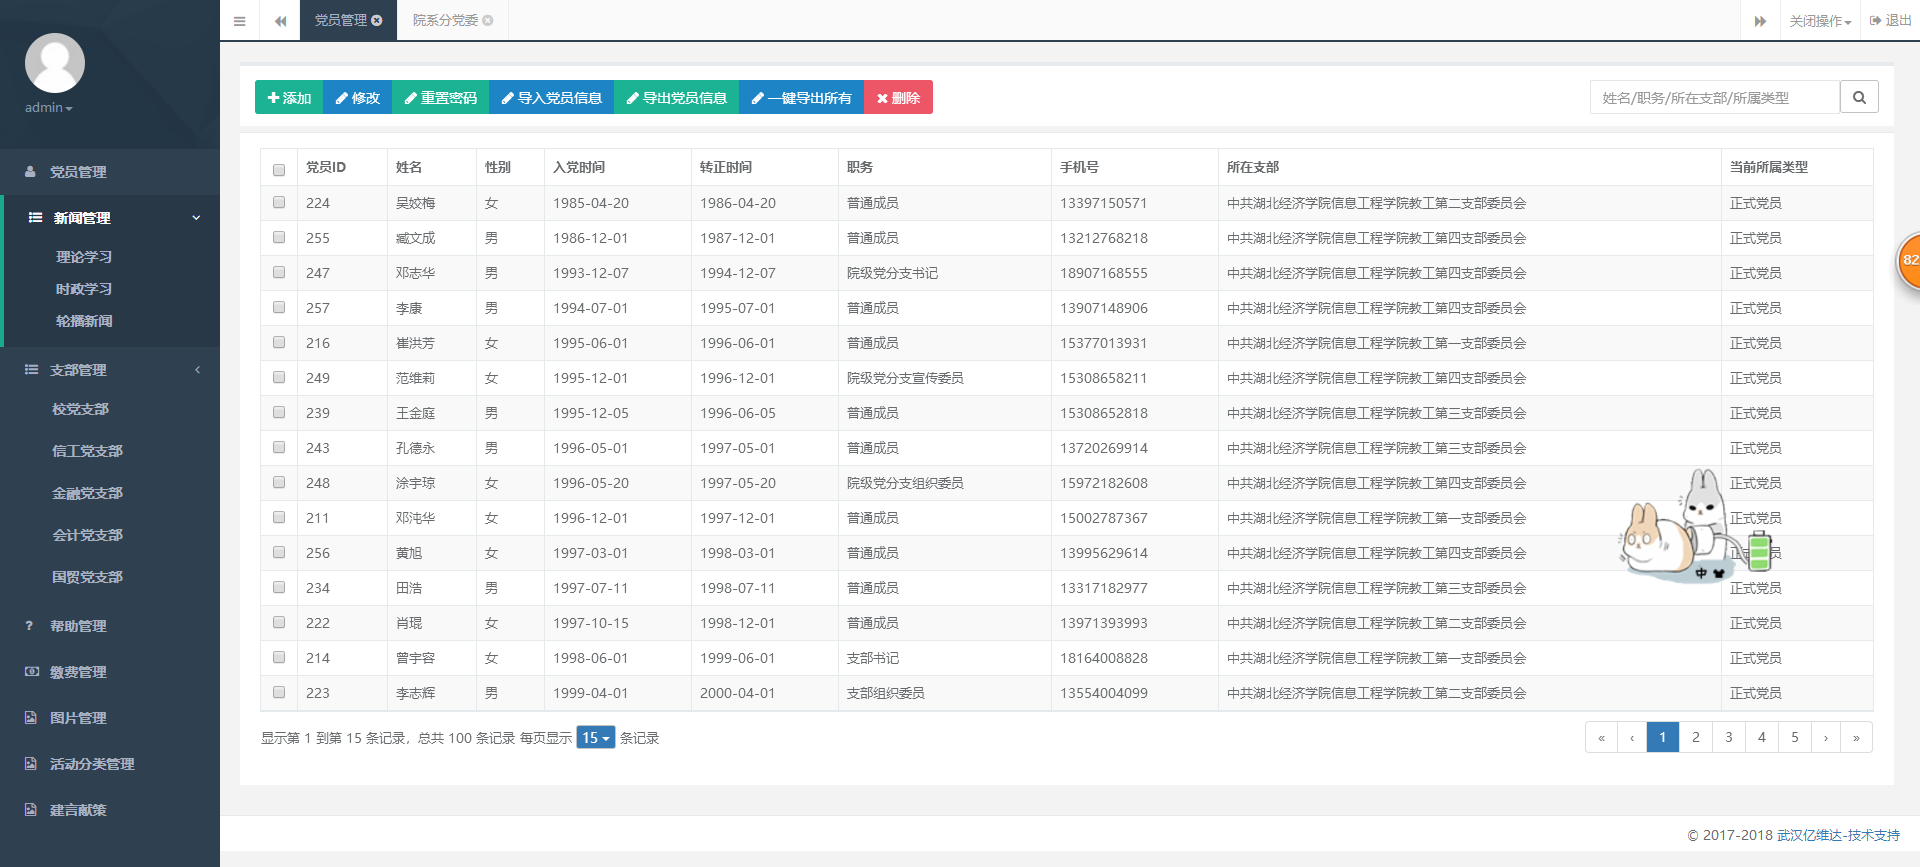 admin
党员管理
新闻管理
理论学习
时政学习
轮播新闻
支部管理
校党支部
信工党支部
金融党支部
会计党支部
国贸党支部
? 帮助管理
缴费管理
图片管理
活动分类管理
建言献策
党员管理 院系分党委 关闭操作 退出
添加 修改 重置密码 导入党员信息 导出党员信息 一键导出所有 删除 姓名/职务/所在支部/所属类型
党员ID 姓名 性别 入党时间 转正时间 职务 手机号 所在支部 当前所属类型
224 吴姣梅 女 1985-04-20 1986-04-20 普通成员 13397150571 中共湖北经济学院信息工程学院教工第二支部委员会 正式党员
255 臧文成 男 1986-12-01 1987-12-01 普通成员 13212768218 中共湖北经济学院信息工程学院教工第四支部委员会 正式党员
247 邓志华 男 1993-12-07 1994-12-07 院级党分支书记 18907168555 中共湖北经济学院信息工程学院教工第四支部委员会 正式党员
257 李康 男 1994-07-01 1995-07-01 普通成员 13907148906 中共湖北经济学院信息工程学院教工第四支部委员会 正式党员
216 崔洪芳 女 1995-06-01 1996-06-01 普通成员 15377013931 中共湖北经济学院信息工程学院教工第一支部委员会 正式党员
249 范维莉 女 1995-12-01 1996-12-01 院级党分支宣传委员 15308658211 中共湖北经济学院信息工程学院教工第四支部委员会 正式党员
239 王金庭 男 1995-12-05 1996-06-05 普通成员 15308652818 中共湖北经济学院信息工程学院教工第三支部委员会 正式党员
243 孔德永 男 1996-05-01 1997-05-01 普通成员 13720269914 中共湖北经济学院信息工程学院教工第三支部委员会 正式党员
248 涂宇琼 女 1996-05-20 1997-05-20 院级党分支组织委员 15972182608 中共湖北经济学院信息工程学院教工第四支部委员会 正式党员
211 邓沌华 女 1996-12-01 1997-12-01 普通成员 15002787367 中共湖北经济学院信息工程学院教工第一支部委员会 正式党员
256 黄旭 女 1997-03-01 1998-03-01 普通成员 13995629614 中共湖北经济学院信息工程学院教工第四支部委员会 正式党员
234 田浩 男 1997-07-11 1998-07-11 普通成员 13317182977 中共湖北经济学院信息工程学院教工第三支部委员会 正式党员
222 肖琨 女 1997-10-15 1998-12-01 普通成员 13971393993 中共湖北经济学院信息工程学院教工第二支部委员会 正式党员
214 曾宇容 女 1998-06-01 1999-06-01 支部书记 18164008828 中共湖北经济学院信息工程学院教工第一支部委员会 正式党员
223 李志辉 男 1999-04-01 2000-04-01 支部组织委员 13554004099 中共湖北经济学院信息工程学院教工第二支部委员会 正式党员
中
82
显示第 1 到第 15 条记录，总共 100 条记录 每页显示 15 条记录 « ‹ 1 2 3 4 5 › »
© 2017-2018 武汉亿维达-技术支持